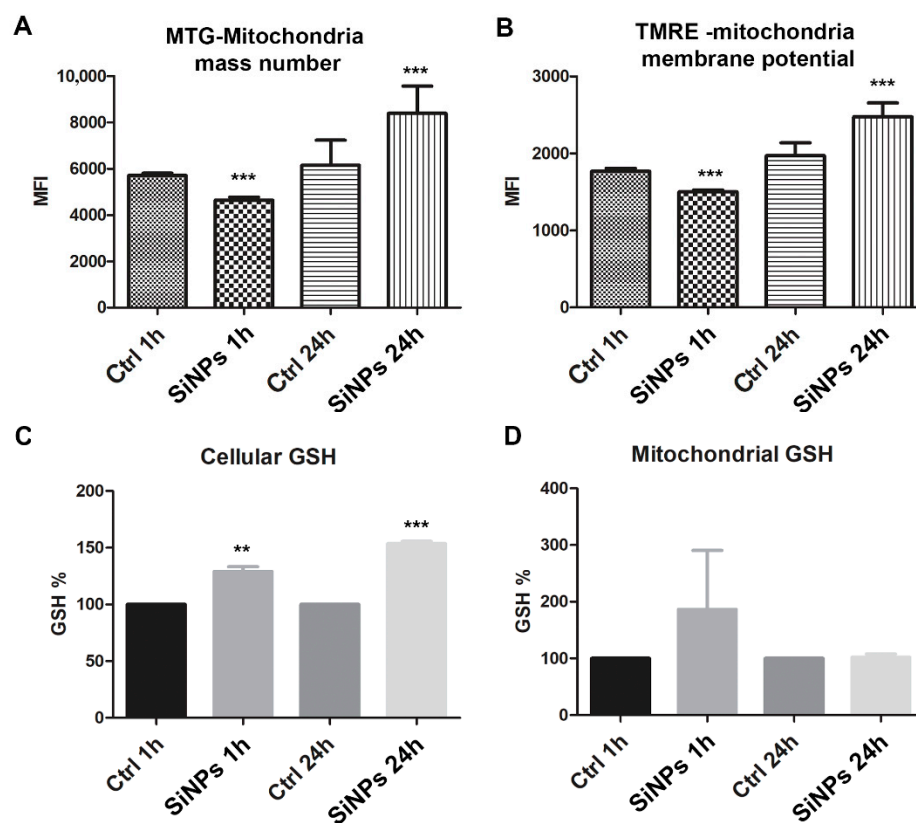 A
MTG-Mitochondria
mass number
MFI
10,000
8000
6000
4000
2000
0
***
***
Ctrl 1h
SiNPs 1h
Ctrl 24h
SiNPs 24h
B
TMRE -mitochondria
membrane potential
MFI
3000
2000
1000
0
***
***
Ctrl 1h
SiNPs 1h
Ctrl 24h
SiNPs 24h
C
Cellular GSH
GSH %
200
150
100
50
0
**
***
Ctrl 1h
SiNPs 1h
Ctrl 24h
SiNPs 24h
D
Mitochondrial GSH
GSH %
400
300
200
100
0
Ctrl 1h
SiNPs 1h
Ctrl 24h
SiNPs 24h